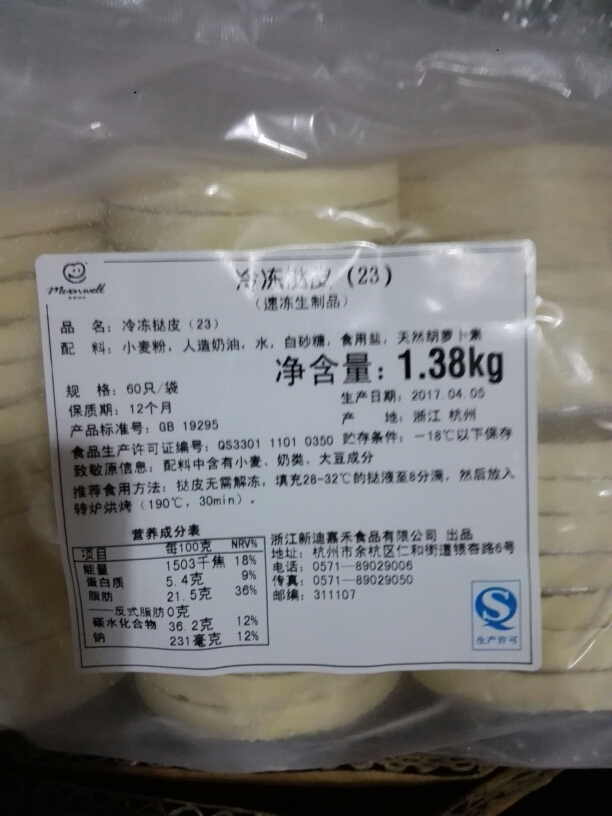 Moonwell
冷冻挞皮（23）
（速冻生制品）
品 名：冷冻挞皮（23）
配 料：小麦粉，人造奶油，水，白砂糖，食用盐，天然胡萝卜素
净含量：1.38kg
规 格：60只/袋
生产日期：2017.04.05
保质期：12个月
产 地：浙江 杭州
产品标准号：GB 19295
食品生产许可证编号：QS3301 1101 0350 贮存条件：－18℃以下保存
致敏原信息：配料中含有小麦、奶类、大豆成分
推荐食用方法：挞皮无需解冻，填充28-32℃的挞液至8分满，然后放入
转炉烘烤（190℃，30min）。
营养成分表
项目 每100克 NRV%
能量 1503千焦 18%
蛋白质 5.4克 9%
脂肪 21.5克 36%
——反式脂肪 0克
碳水化合物 36.2克 12%
钠 231毫克 12%
浙江新迪嘉禾食品有限公司 出品
地址：杭州市余杭区仁和街道银杏路6号
电话：0571—89029006
传真：0571—89029050
邮编：311107
生产许可